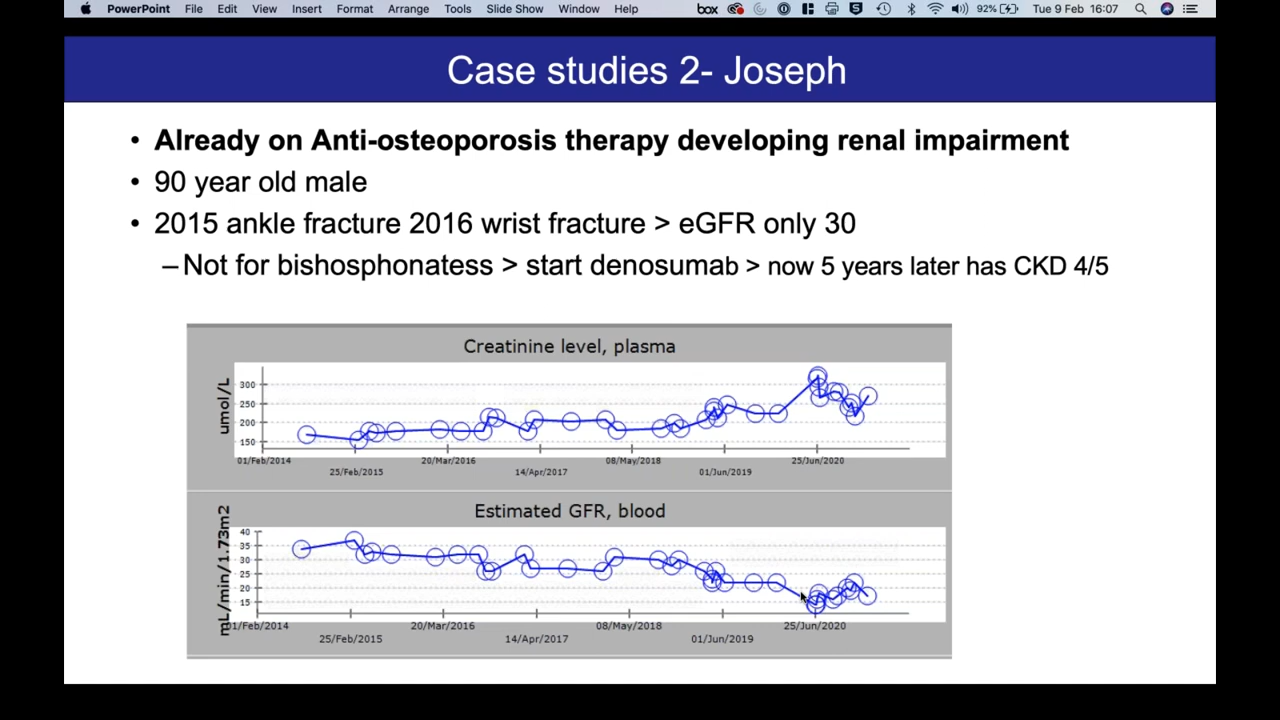 PowerPoint File Edit View Insert Format Arrange Tools Slide Show Window Help box 92% Tue 9 Feb 16:07
Case studies 2- Joseph
• Already on Anti-osteoporosis therapy developing renal impairment
• 90 year old male
• 2015 ankle fracture 2016 wrist fracture > eGFR only 30
–Not for bishosphonatess > start denosumab > now 5 years later has CKD 4/5
Creatinine level, plasma
umol/L
300
250
200
150
01/Feb/2014 20/Mar/2016 08/May/2018 25/Jun/2020
25/Feb/2015 14/Apr/2017 01/Jun/2019
Estimated GFR, blood
mL/min/1.73m2
40
35
30
25
20
15
01/Feb/2014 20/Mar/2016 08/May/2018 25/Jun/2020
25/Feb/2015 14/Apr/2017 01/Jun/2019